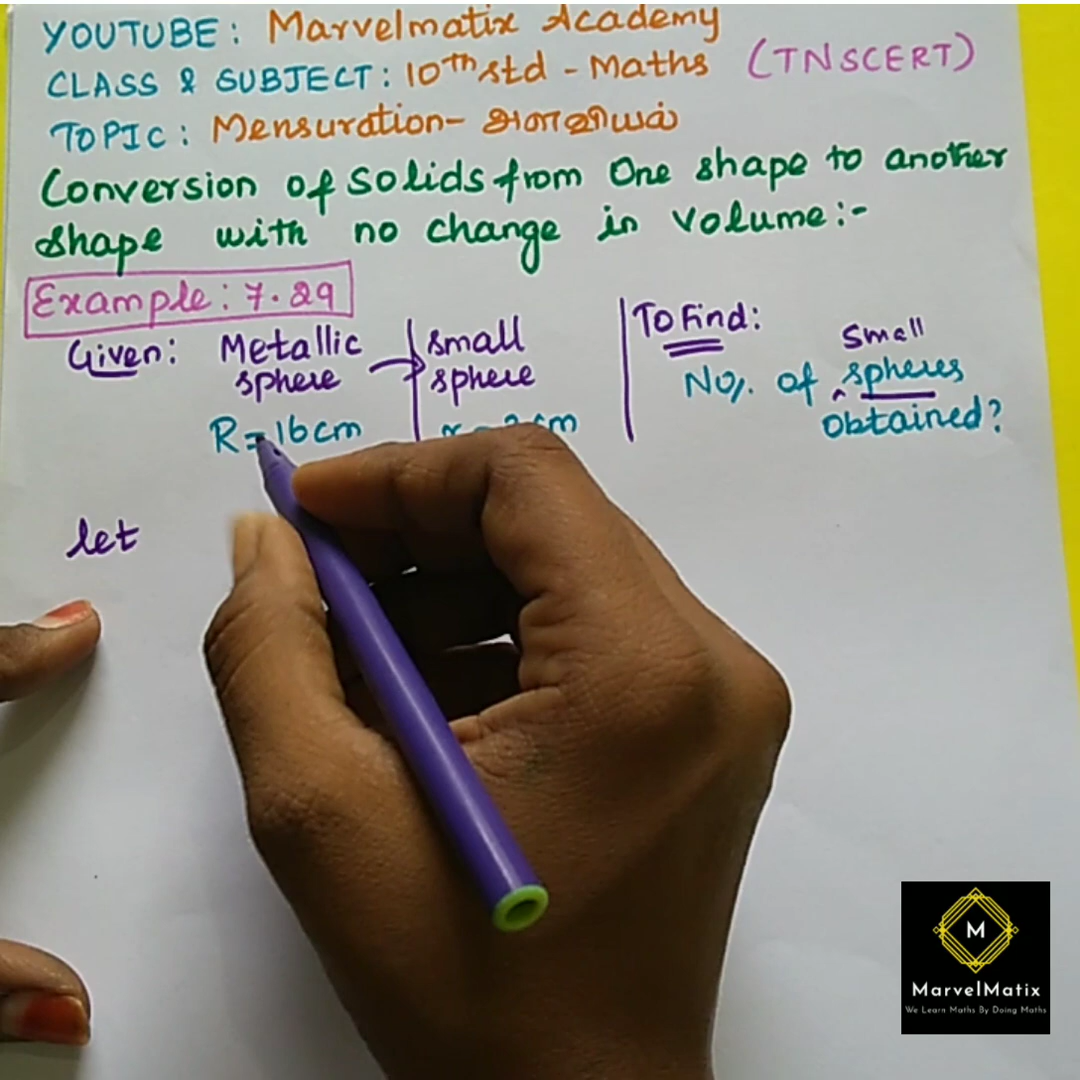 YOUTUBE: Marvelmatix Academy
CLASS & SUBJECT: 10th std - Maths (TNSCERT)
TOPIC: Mensuration- அளவியல்
Conversion of solids from One shape to another
shape with no change in volume:-
Example: 7.29
Given: Metallic sphere → small sphere
R=16cm
To Find:
No. of small spheres
Obtained?
let
M
MarvelMatix
We Learn Maths By Doing Maths